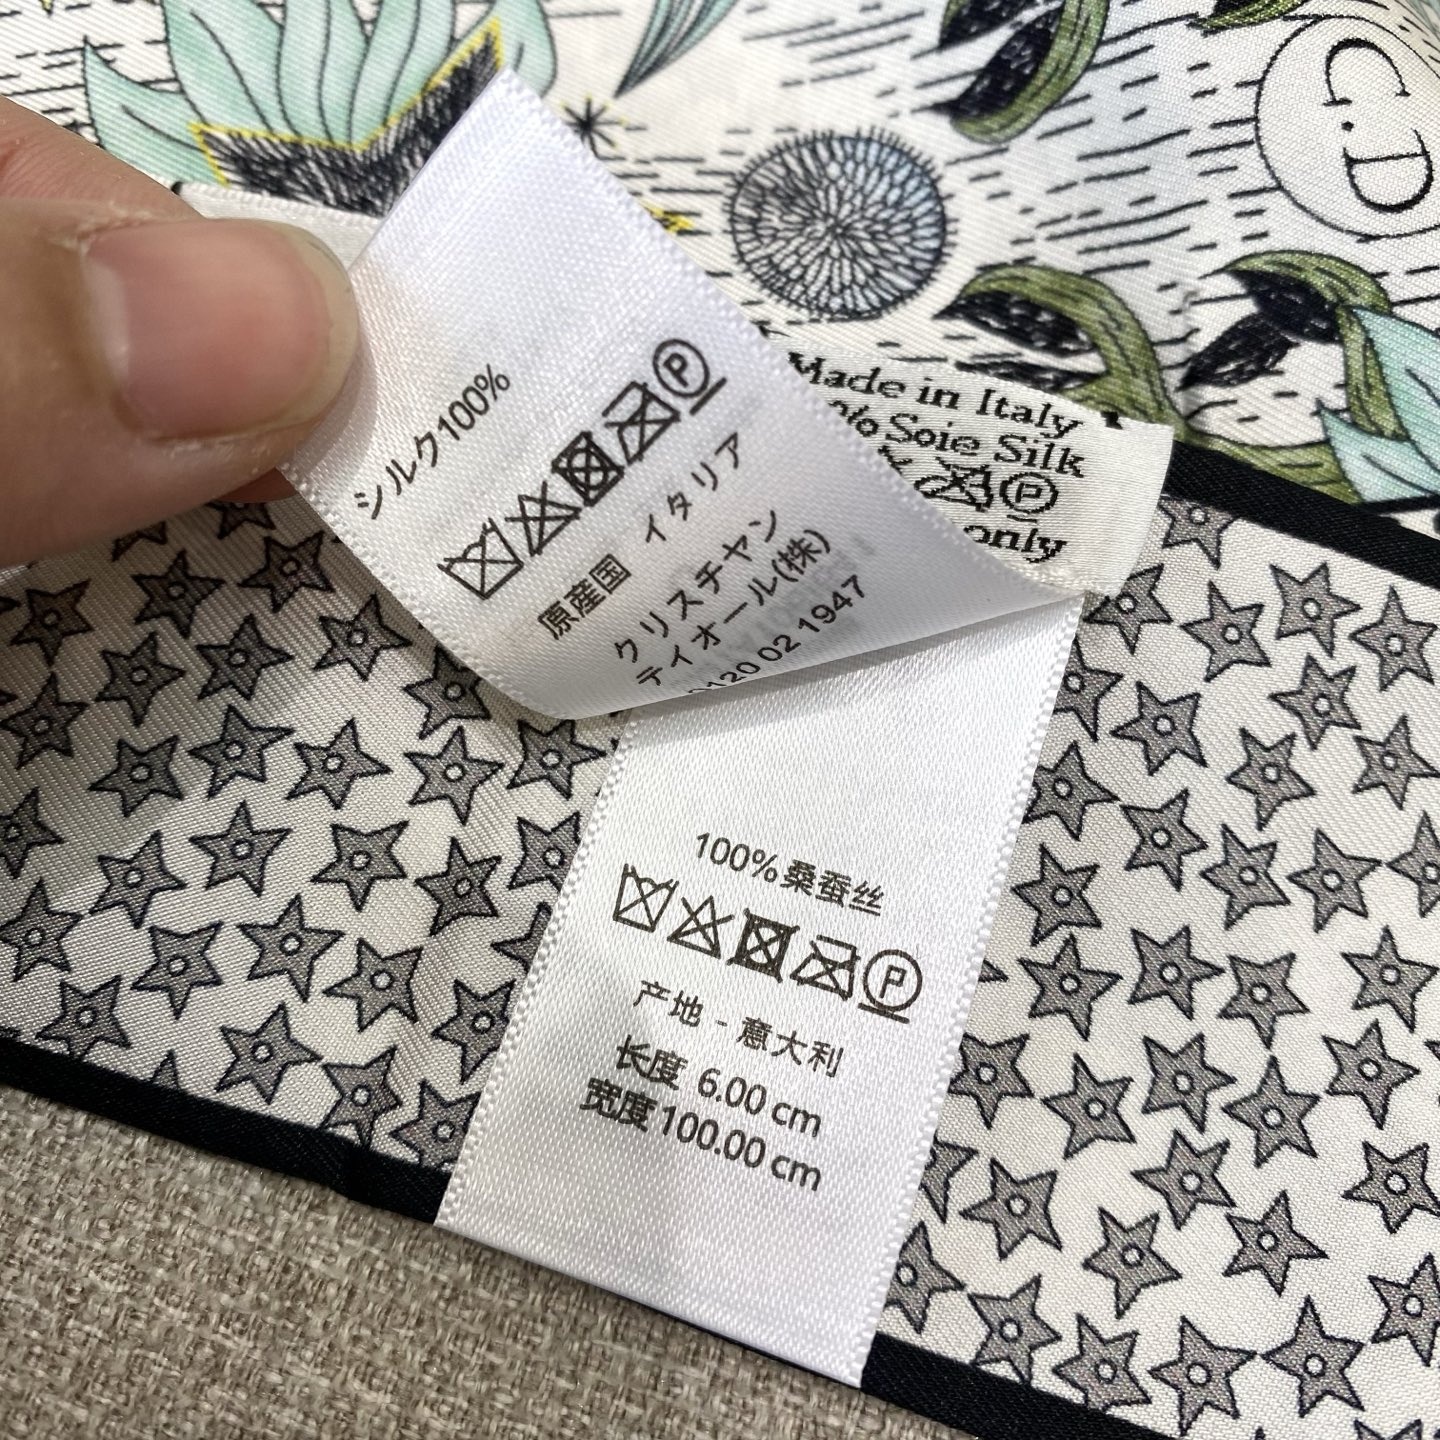 C.D
Made in Italy
Soie Silk
only
シルク100%
原産国 イタリア
クリスチャン
ディオール(株)
0120 02 1947
100%桑蚕丝
产地 - 意大利
长度 6.00 cm
宽度 100.00 cm